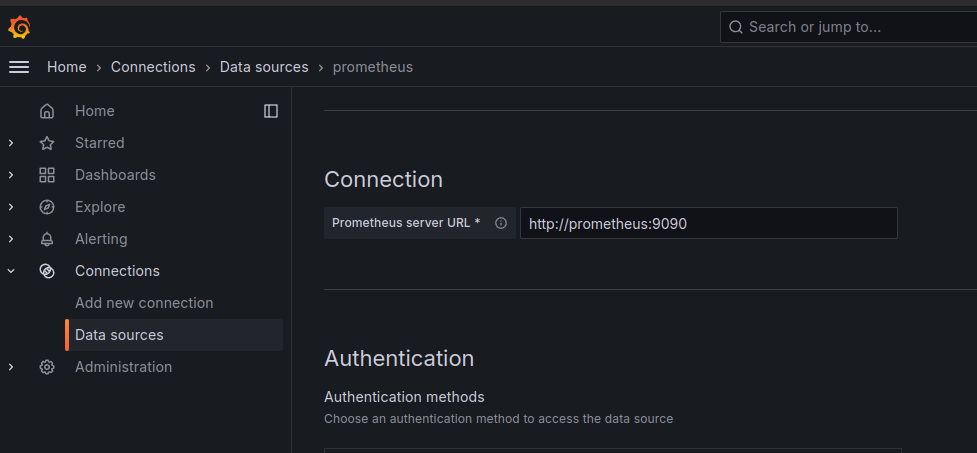 Search or jump to...
Home › Connections › Data sources › prometheus
Home
Starred
Dashboards
Explore
Alerting
Connections
Add new connection
Data sources
Administration
Connection
Prometheus server URL *
http://prometheus:9090
Authentication
Authentication methods
Choose an authentication method to access the data source